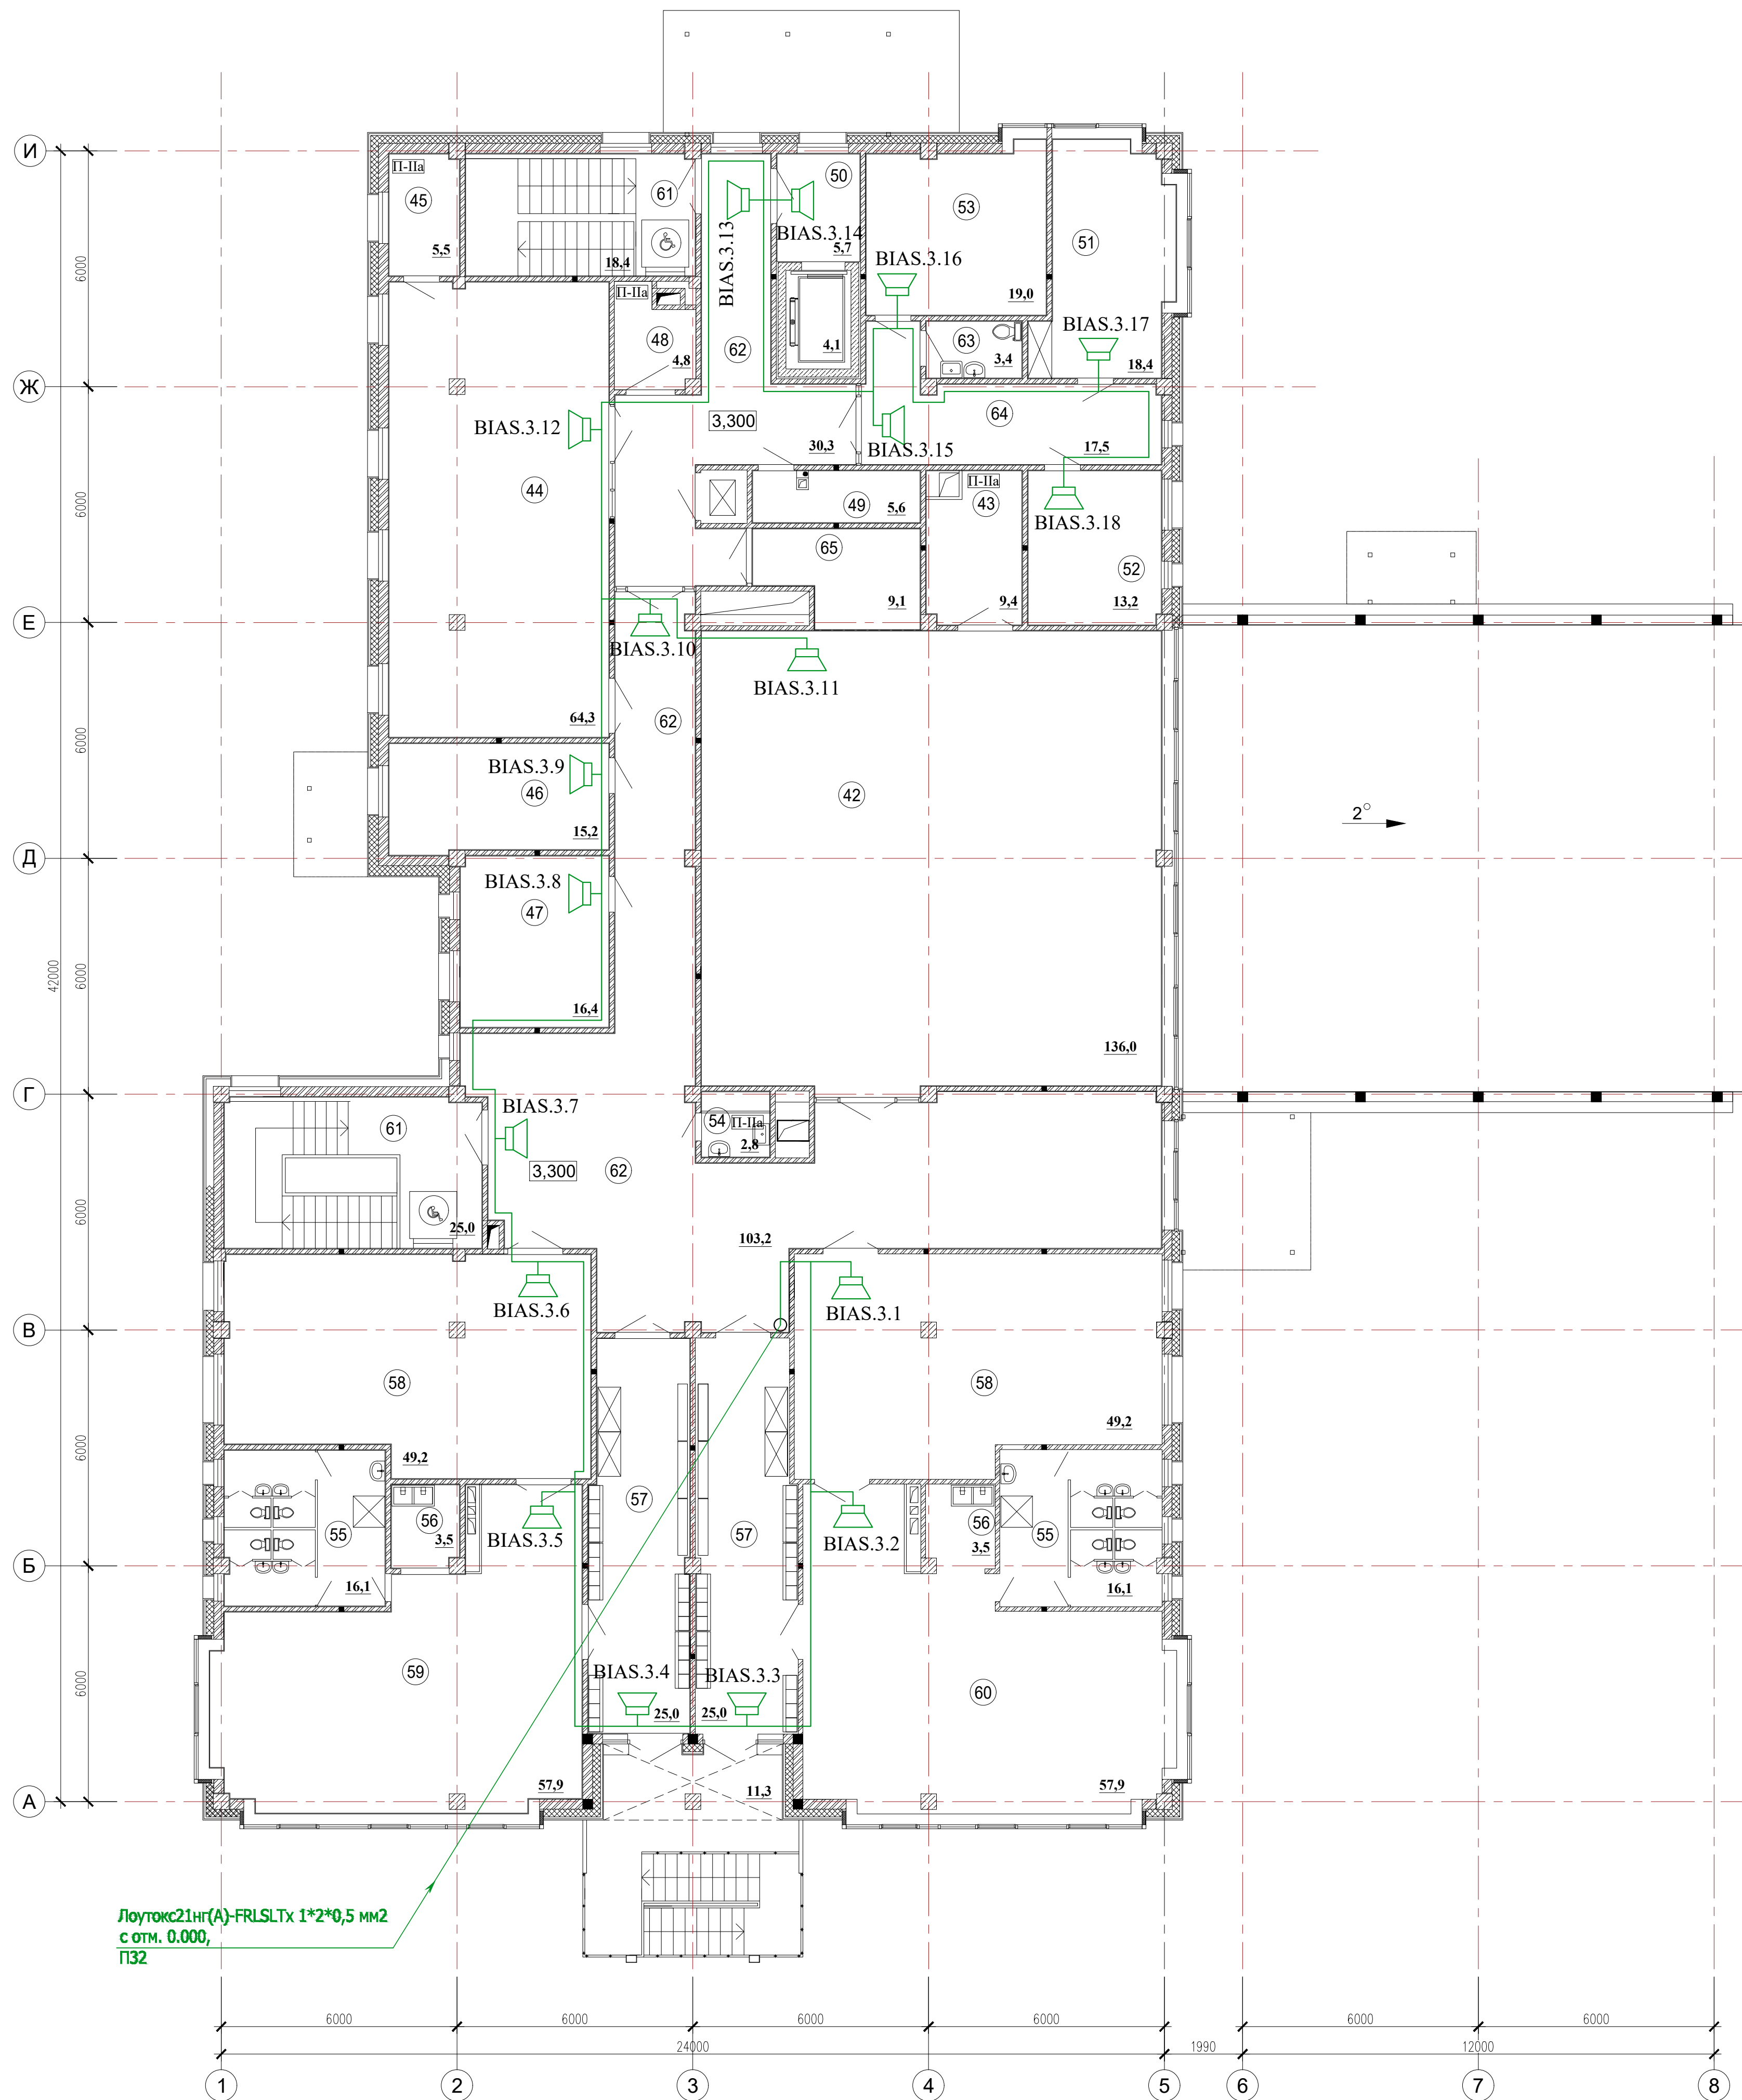 И
П-IIа
45
5,5
61
18,4
50
BIAS.3.13
BIAS.3.14
5,7
53
51
BIAS.3.16
19,0
П-IIа
48
4,8
62
4,1
63
3,4
BIAS.3.17
18,4
6000
Ж
BIAS.3.12
3,300
30,3
BIAS.3.15
64
17,5
44
49
5,6
П-IIа
43
BIAS.3.18
6000
65
9,1
9,4
52
13,2
Е
BIAS.3.10
BIAS.3.11
64,3
62
6000
BIAS.3.9
46
15,2
42
2°
Д
BIAS.3.8
47
16,4
42000
6000
136,0
Г
BIAS.3.7
61
54
П-IIа
2,8
3,300
62
25,0
103,2
6000
BIAS.3.6
BIAS.3.1
В
58
58
49,2
49,2
6000
57
57
55
56
3,5
BIAS.3.5
BIAS.3.2
56
3,5
55
Б
16,1
16,1
59
BIAS.3.4
BIAS.3.3
60
6000
25,0
25,0
57,9
11,3
57,9
А
Лоутокс21нг(А)-FRLSLTx 1*2*0,5 мм2
с отм. 0.000,
П32
6000
6000
6000
6000
6000
6000
24000
1990
12000
1
2
3
4
5
6
7
8